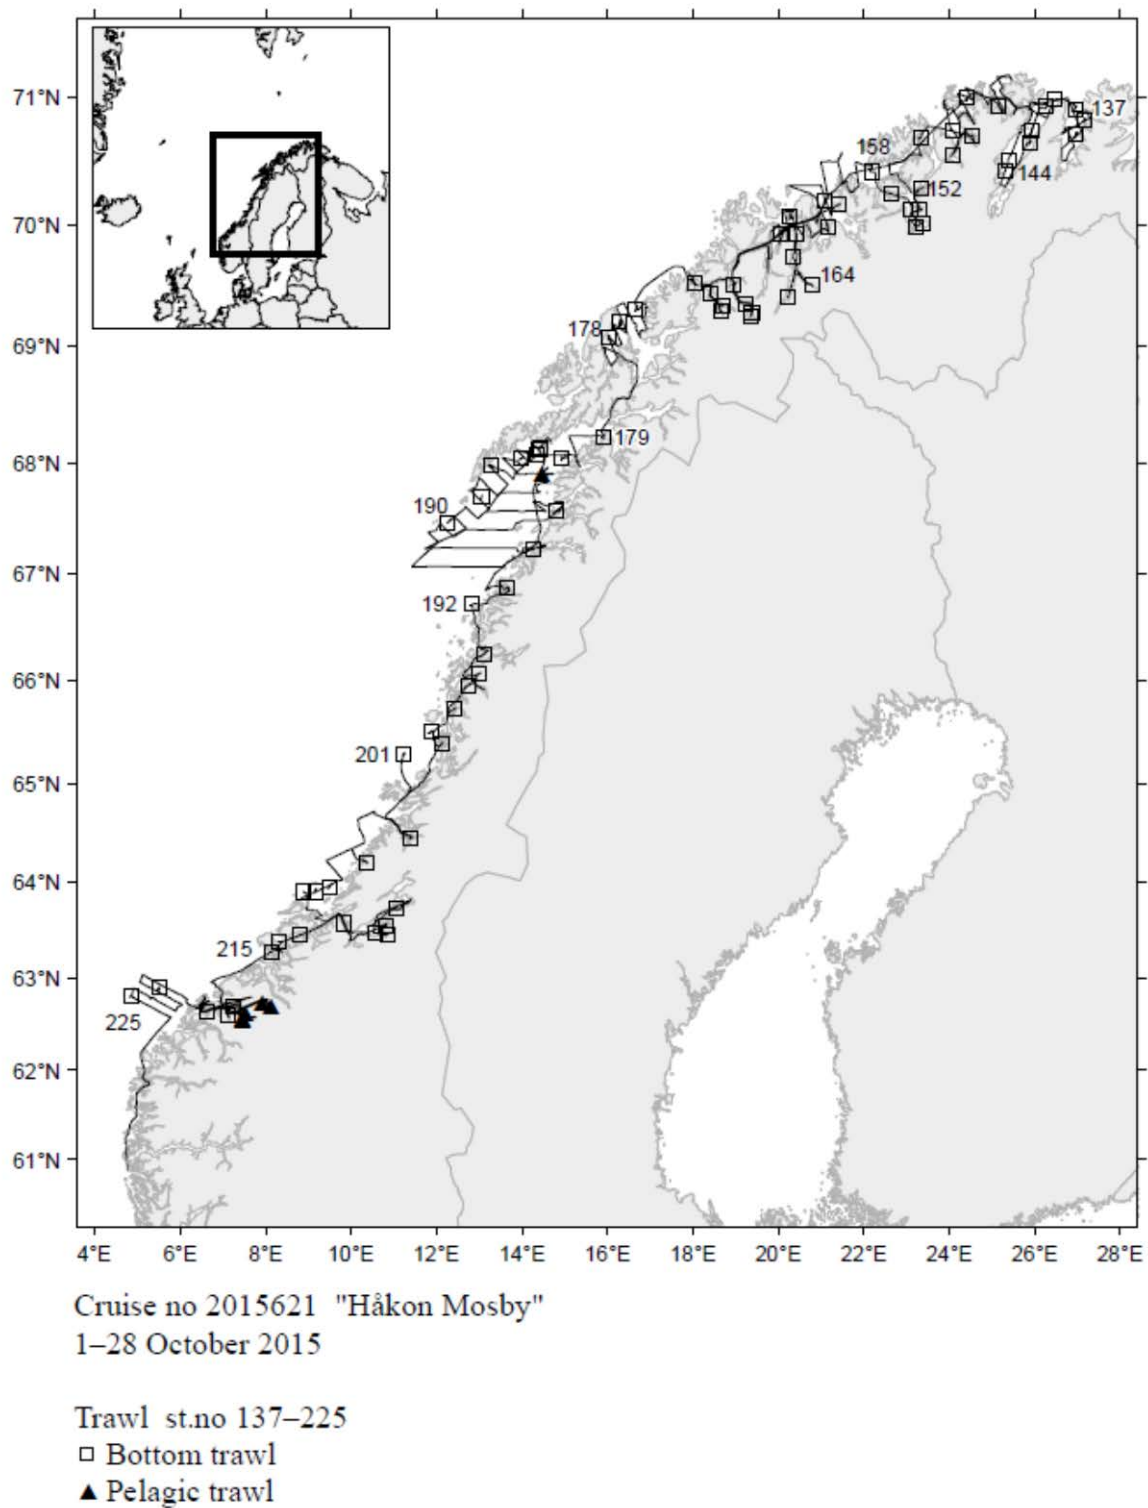 71°N
70°N
69°N
68°N
67°N
66°N
65°N
64°N
63°N
62°N
61°N
137
158
144
152
164
178
179
190
192
201
215
225
4°E 6°E 8°E 10°E 12°E 14°E 16°E 18°E 20°E 22°E 24°E 26°E 28°E
Cruise no 2015621 "Håkon Mosby"
1–28 October 2015
Trawl st.no 137–225
Bottom trawl
Pelagic trawl